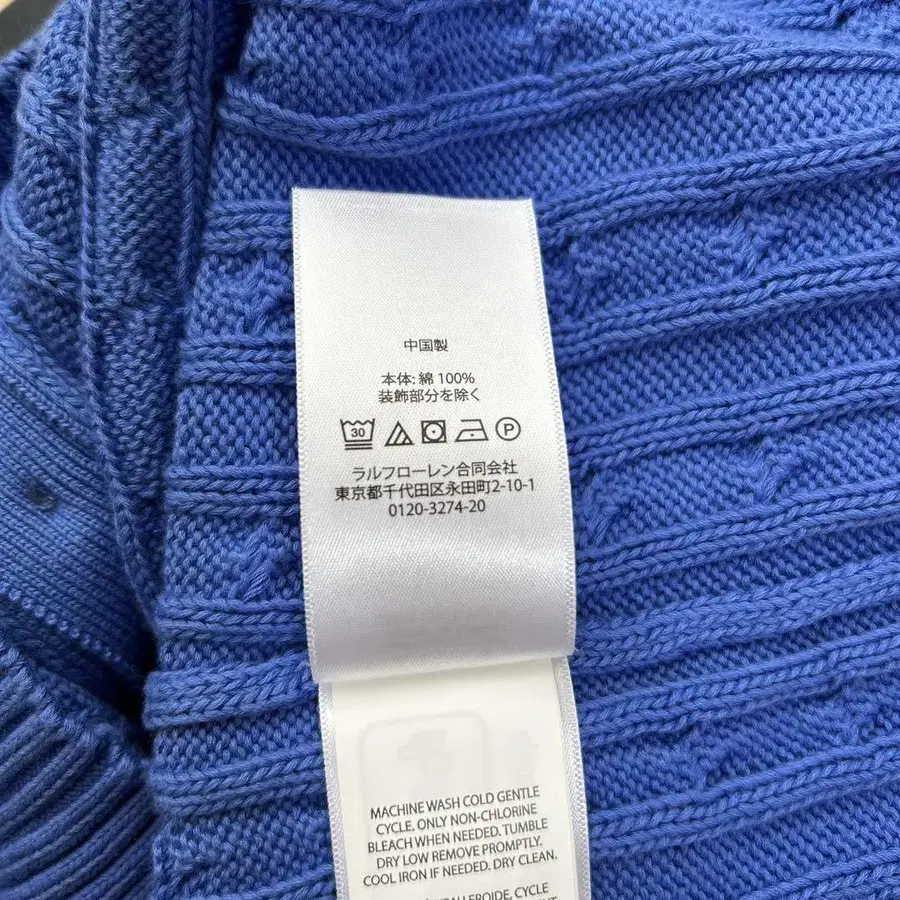 中国製
本体: 綿 100%
装飾部分を除く
30 P
ラルフローレン合同会社
東京都千代田区永田町2-10-1
0120-3274-20
MACHINE WASH COLD GENTLE
CYCLE. ONLY NON-CHLORINE
BLEACH WHEN NEEDED. TUMBLE
DRY LOW REMOVE PROMPTLY.
COOL IRON IF NEEDED. DRY CLEAN.
CYCLE